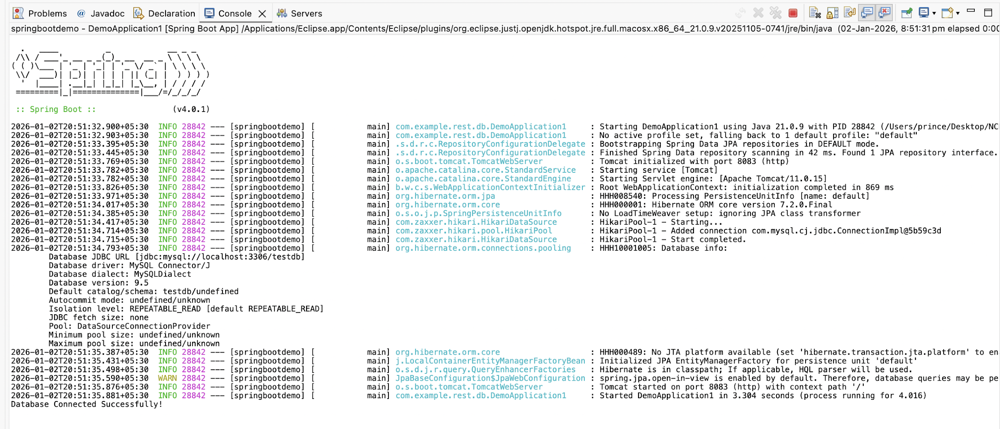 Problems @ Javadoc Declaration Console Servers
springbootdemo - DemoApplication1 [Spring Boot App] /Applications/Eclipse.app/Contents/Eclipse/plugins/org.eclipse.justj.openjdk.hotspot.jre.full.macosx.x86_64_21.0.9.v20251105-0741/jre/bin/java (02-Jan-2026, 8:51:31 pm elapsed 0:00
Spring
:: Spring Boot :: (v4.0.1)
2026-01-02T20:51:32.900+05:30 INFO 28842 --- [springbootdemo] [ main] com.example.rest.db.DemoApplication1 : Starting DemoApplication1 using Java 21.0.9 with PID 28842 (/Users/prince/Desktop/NC
2026-01-02T20:51:32.903+05:30 INFO 28842 --- [springbootdemo] [ main] com.example.rest.db.DemoApplication1 : No active profile set, falling back to 1 default profile: "default"
2026-01-02T20:51:33.395+05:30 INFO 28842 --- [springbootdemo] [ main] .s.d.r.c.RepositoryConfigurationDelegate : Bootstrapping Spring Data JPA repositories in DEFAULT mode.
2026-01-02T20:51:33.445+05:30 INFO 28842 --- [springbootdemo] [ main] .s.d.r.c.RepositoryConfigurationDelegate : Finished Spring Data repository scanning in 42 ms. Found 1 JPA repository interface.
2026-01-02T20:51:33.769+05:30 INFO 28842 --- [springbootdemo] [ main] o.s.boot.tomcat.TomcatWebServer : Tomcat initialized with port 8083 (http)
2026-01-02T20:51:33.782+05:30 INFO 28842 --- [springbootdemo] [ main] o.apache.catalina.core.StandardService : Starting service [Tomcat]
2026-01-02T20:51:33.782+05:30 INFO 28842 --- [springbootdemo] [ main] o.apache.catalina.core.StandardEngine : Starting Servlet engine: [Apache Tomcat/11.0.15]
2026-01-02T20:51:33.826+05:30 INFO 28842 --- [springbootdemo] [ main] b.w.c.s.WebApplicationContextInitializer : Root WebApplicationContext: initialization completed in 869 ms
2026-01-02T20:51:33.971+05:30 INFO 28842 --- [springbootdemo] [ main] org.hibernate.orm.jpa : HHH008540: Processing PersistenceUnitInfo [name: default]
2026-01-02T20:51:34.017+05:30 INFO 28842 --- [springbootdemo] [ main] org.hibernate.orm.core : HHH000001: Hibernate ORM core version 7.2.0.Final
2026-01-02T20:51:34.385+05:30 INFO 28842 --- [springbootdemo] [ main] o.s.o.j.p.SpringPersistenceUnitInfo : No LoadTimeWeaver setup: ignoring JPA class transformer
2026-01-02T20:51:34.417+05:30 INFO 28842 --- [springbootdemo] [ main] com.zaxxer.hikari.HikariDataSource : HikariPool-1 - Starting...
2026-01-02T20:51:34.714+05:30 INFO 28842 --- [springbootdemo] [ main] com.zaxxer.hikari.pool.HikariPool : HikariPool-1 - Added connection com.mysql.cj.jdbc.ConnectionImpl@5b59c3d
2026-01-02T20:51:34.715+05:30 INFO 28842 --- [springbootdemo] [ main] com.zaxxer.hikari.HikariDataSource : HikariPool-1 - Start completed.
2026-01-02T20:51:34.793+05:30 INFO 28842 --- [springbootdemo] [ main] org.hibernate.orm.connections.pooling : HHH10001005: Database info:
Database JDBC URL [jdbc:mysql://localhost:3306/testdb]
Database driver: MySQL Connector/J
Database dialect: MySQLDialect
Database version: 9.5
Default catalog/schema: testdb/undefined
Autocommit mode: undefined/unknown
Isolation level: REPEATABLE_READ [default REPEATABLE_READ]
JDBC fetch size: none
Pool: DataSourceConnectionProvider
Minimum pool size: undefined/unknown
Maximum pool size: undefined/unknown
2026-01-02T20:51:35.387+05:30 INFO 28842 --- [springbootdemo] [ main] org.hibernate.orm.core : HHH000489: No JTA platform available (set 'hibernate.transaction.jta.platform' to en
2026-01-02T20:51:35.431+05:30 INFO 28842 --- [springbootdemo] [ main] j.LocalContainerEntityManagerFactoryBean : Initialized JPA EntityManagerFactory for persistence unit 'default'
2026-01-02T20:51:35.498+05:30 INFO 28842 --- [springbootdemo] [ main] o.s.d.j.r.query.QueryEnhancerFactories : Hibernate is in classpath; If applicable, HQL parser will be used.
2026-01-02T20:51:35.590+05:30 WARN 28842 --- [springbootdemo] [ main] JpaBaseConfiguration$JpaWebConfiguration : spring.jpa.open-in-view is enabled by default. Therefore, database queries may be pe
2026-01-02T20:51:35.876+05:30 INFO 28842 --- [springbootdemo] [ main] o.s.boot.tomcat.TomcatWebServer : Tomcat started on port 8083 (http) with context path '/'
2026-01-02T20:51:35.881+05:30 INFO 28842 --- [springbootdemo] [ main] com.example.rest.db.DemoApplication1 : Started DemoApplication1 in 3.304 seconds (process running for 4.016)
Database Connected Successfully!